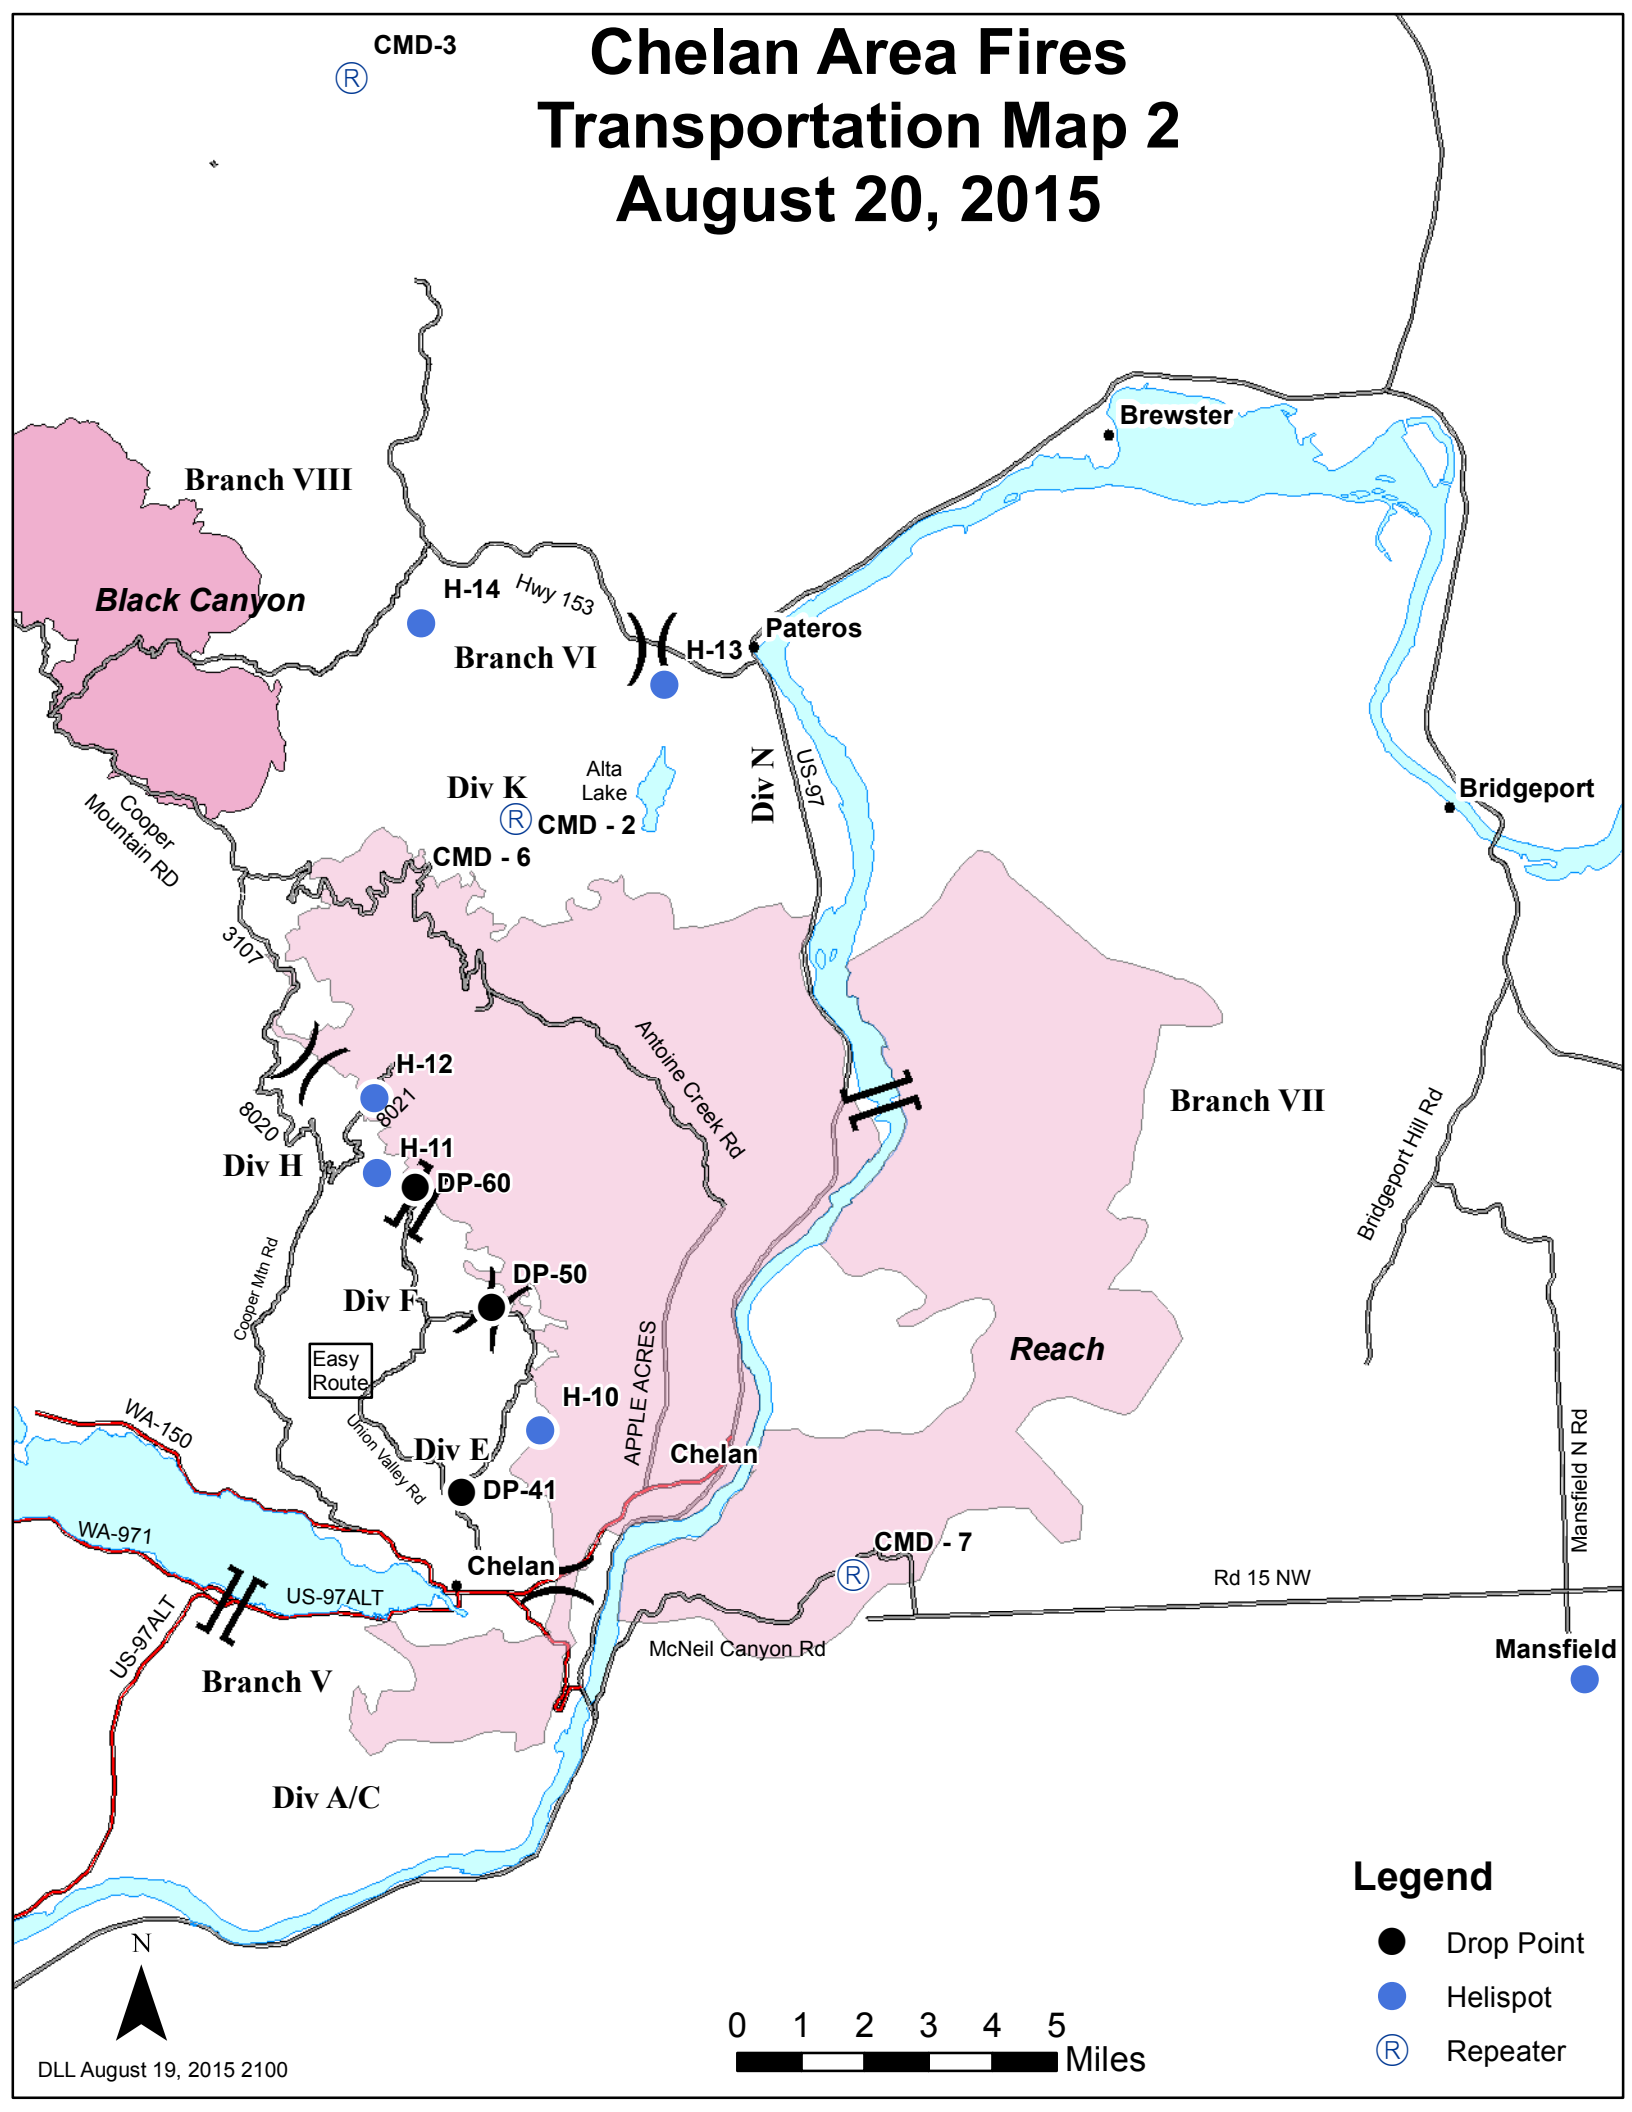 Chelan Area Fires
Transportation Map 2
August 20, 2015
CMD-3
R
Brewster
Branch VIII
Black Canyon
H-14
Hwy 153
Pateros
H-13
Branch VI
Div N
US-97
Alta
Lake
Div K
R
CMD - 2
Bridgeport
Cooper
Mountain RD
CMD - 6
3107
Antoine Creek Rd
H-12
8021
8020
Branch VII
Bridgeport Hill Rd
H-11
Div H
DP-60
Cooper Mtn Rd
DP-50
Div F
Easy
Route
Reach
APPLE ACRES
H-10
WA-150
Union Valley Rd
Div E
Chelan
DP-41
Mansfield N Rd
WA-971
CMD - 7
R
Chelan
Rd 15 NW
US-97ALT
US-97ALT
McNeil Canyon Rd
Mansfield
Branch V
Div A/C
Legend
Drop Point
Helispot
R
Repeater
N
0 1 2 3 4 5
Miles
DLL August 19, 2015 2100